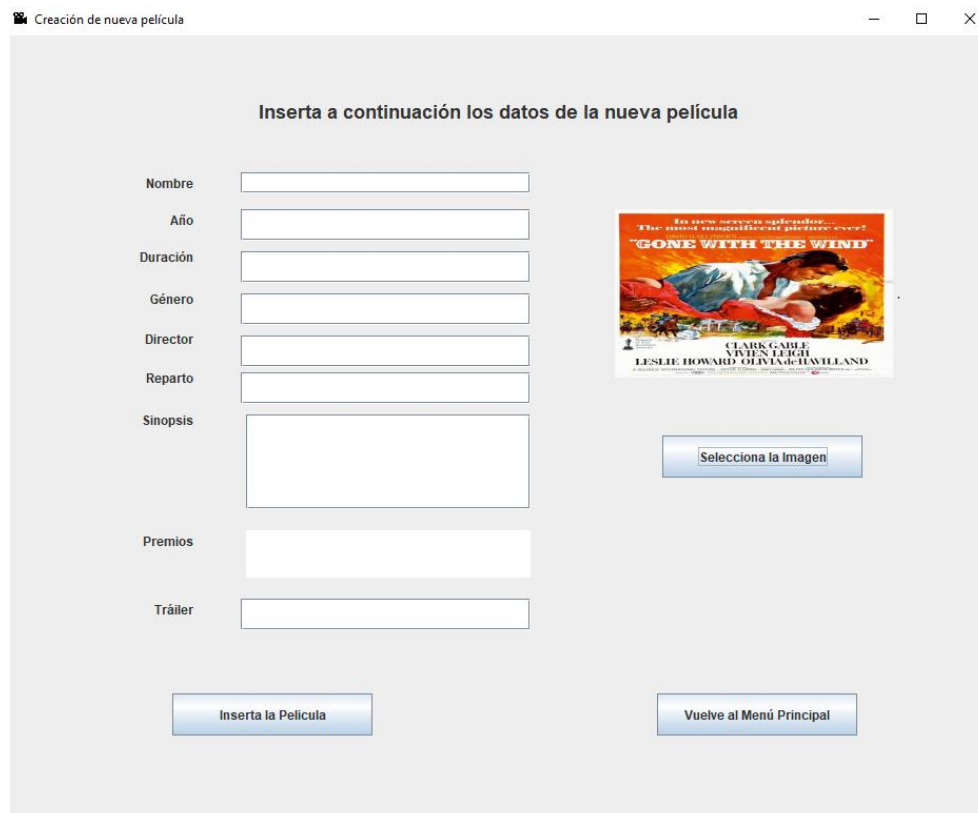 Creación de nueva película
Inserta a continuación los datos de la nueva película
Nombre
Año
Duración
Género
Director
Reparto
Sinopsis
Premios
Tráiler
In new screen splendor...
The most magnificent picture ever!
"GONE WITH THE WIND"
CLARK GABLE
VIVIEN LEIGH
LESLIE HOWARD OLIVIA de HAVILLAND
Selecciona la Imagen
Inserta la Pelicula
Vuelve al Menú Principal